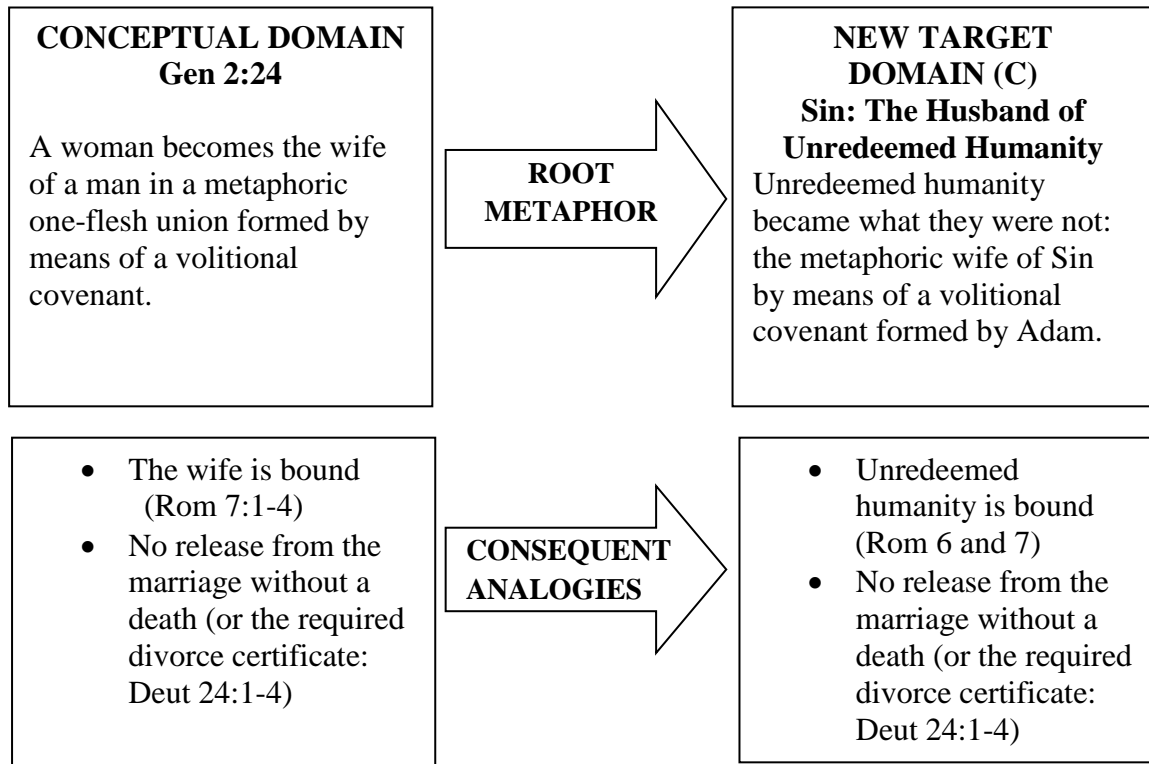 CONCEPTUAL DOMAIN
Gen 2:24
A woman becomes the wife
of a man in a metaphoric
one-flesh union formed by
means of a volitional
covenant.
ROOT
METAPHOR
NEW TARGET
DOMAIN (C)
Sin: The Husband of
Unredeemed Humanity
Unredeemed humanity
became what they were not:
the metaphoric wife of Sin
by means of a volitional
covenant formed by Adam.
• The wife is bound
(Rom 7:1-4)
• No release from the
marriage without a
death (or the required
divorce certificate:
Deut 24:1-4)
CONSEQUENT
ANALOGIES
• Unredeemed
humanity is bound
(Rom 6 and 7)
• No release from the
marriage without a
death (or the required
divorce certificate:
Deut 24:1-4)